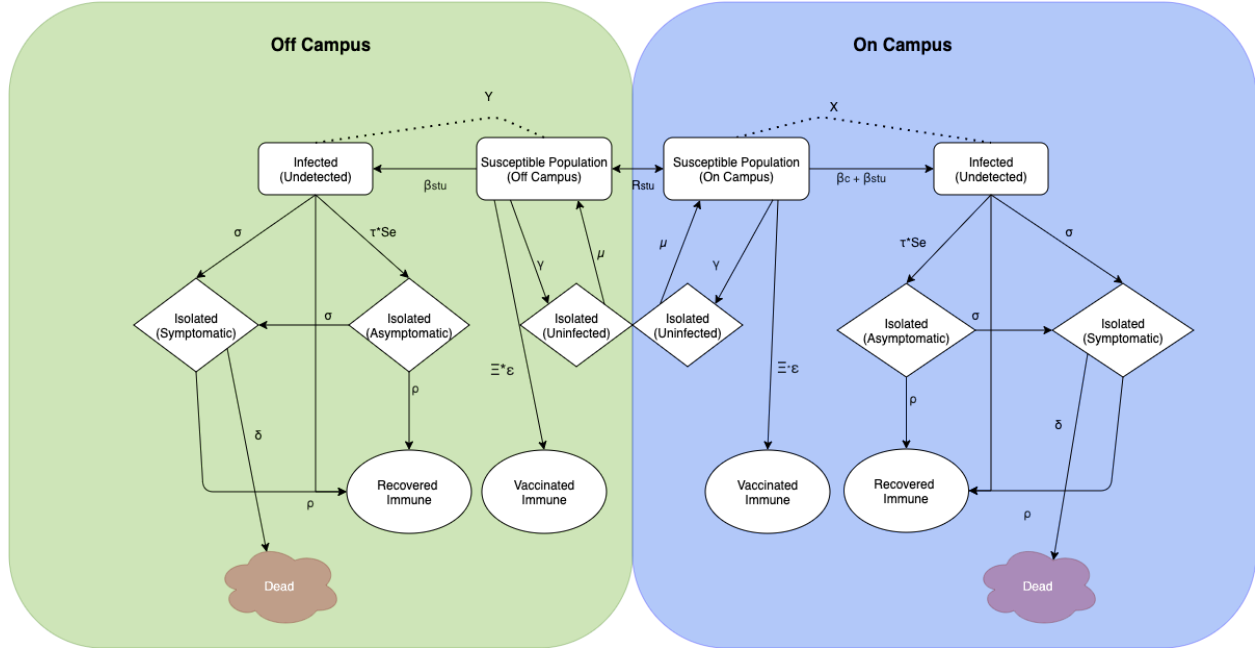 Off Campus
On Campus
Y
X
Infected
(Undetected)
Susceptible Population
(Off Campus)
Susceptible Population
(On Campus)
Infected
(Undetected)
βstu
Rstu
βc + βstu
σ
τ*Se
γ
μ
μ
γ
τ*Se
σ
Isolated
(Symptomatic)
σ
Isolated
(Asymptomatic)
Isolated
(Uninfected)
Isolated
(Uninfected)
Isolated
(Asymptomatic)
σ
Isolated
(Symptomatic)
Ξ*ε
Ξ*ε
ρ
ρ
δ
δ
Recovered
Immune
Vaccinated
Immune
Vaccinated
Immune
Recovered
Immune
ρ
ρ
Dead
Dead